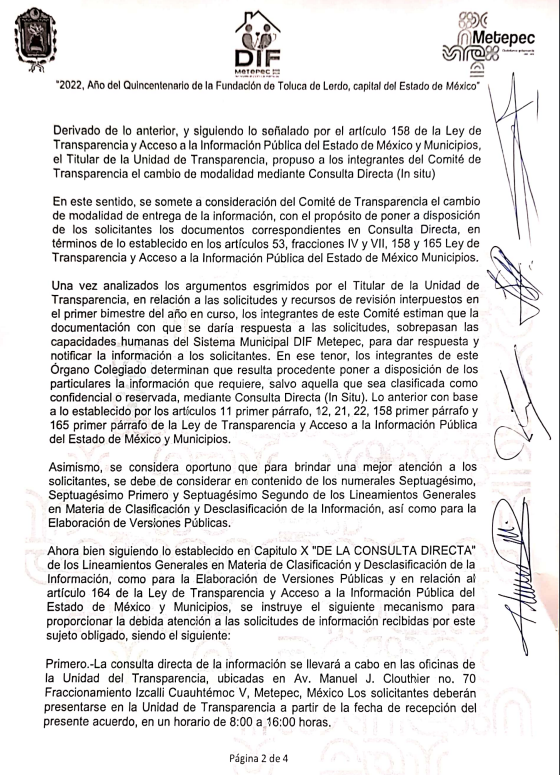 DIF
METEPEC
Metepec
"2022, Año del Quincentenario de la Fundación de Toluca de Lerdo, capital del Estado de México"
Derivado de lo anterior, y siguiendo lo señalado por el artículo 158 de la Ley de
Transparencia y Acceso a la Información Pública del Estado de México y Municipios,
el Titular de la Unidad de Transparencia, propuso a los integrantes del Comité de
Transparencia el cambio de modalidad mediante Consulta Directa (In situ)
En este sentido, se somete a consideración del Comité de Transparencia el cambio
de modalidad de entrega de la información, con el propósito de poner a disposición
de los solicitantes los documentos correspondientes en Consulta Directa, en
términos de lo establecido en los artículos 53, fracciones IV y VII, 158 y 165 Ley de
Transparencia y Acceso a la Información Pública del Estado de México Municipios.
Una vez analizados los argumentos esgrimidos por el Titular de la Unidad de
Transparencia, en relación a las solicitudes y recursos de revisión interpuestos en
el primer bimestre del año en curso, los integrantes de este Comité estiman que la
documentación con que se daría respuesta a las solicitudes, sobrepasan las
capacidades humanas del Sistema Municipal DIF Metepec, para dar respuesta y
notificar la información a los solicitantes. En ese tenor, los integrantes de este
Órgano Colegiado determinan que resulta procedente poner a disposición de los
particulares la información que requiere, salvo aquella que sea clasificada como
confidencial o reservada, mediante Consulta Directa (In Situ). Lo anterior con base
a lo establecido por los artículos 11 primer párrafo, 12, 21, 22, 158 primer párrafo y
165 primer párrafo de la Ley de Transparencia y Acceso a la Información Pública
del Estado de México y Municipios.
Asimismo, se considera oportuno que para brindar una mejor atención a los
solicitantes, se debe de considerar en contenido de los numerales Septuagésimo,
Septuagésimo Primero y Septuagésimo Segundo de los Lineamientos Generales
en Materia de Clasificación y Desclasificación de la Información, así como para la
Elaboración de Versiones Públicas.
Ahora bien siguiendo lo establecido en Capitulo X "DE LA CONSULTA DIRECTA"
de los Lineamientos Generales en Materia de Clasificación y Desclasificación de la
Información, como para la Elaboración de Versiones Públicas y en relación al
artículo 164 de la Ley de Transparencia y Acceso a la Información Pública del
Estado de México y Municipios, se instruye el siguiente mecanismo para
proporcionar la debida atención a las solicitudes de información recibidas por este
sujeto obligado, siendo el siguiente:
Primero.-La consulta directa de la información se llevará a cabo en las oficinas de
la Unidad del Transparencia, ubicadas en Av. Manuel J. Clouthier no. 70
Fraccionamiento Izcalli Cuauhtémoc V, Metepec, México Los solicitantes deberán
presentarse en la Unidad de Transparencia a partir de la fecha de recepción del
presente acuerdo, en un horario de 8:00 a 16:00 horas.
Página 2 de 4